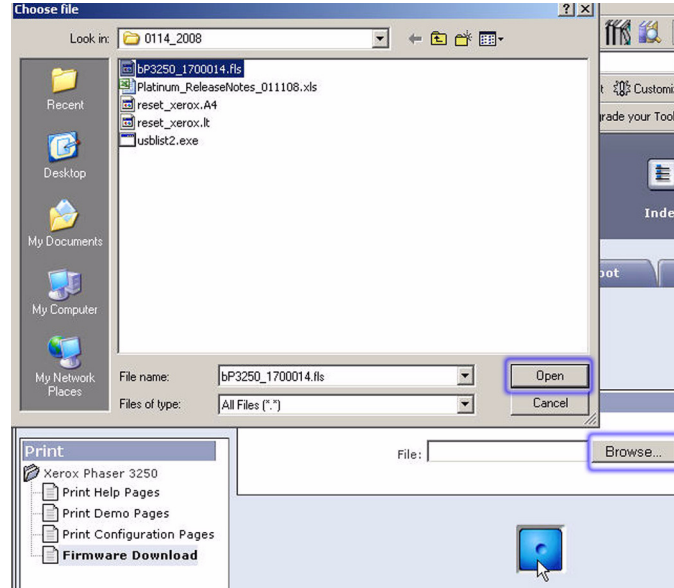 Choose file
Look in:
0114_2008
bP3250_1700014.fls
Platinum_ReleaseNotes_011108.xls
reset_xerox.A4
reset_xerox.lt
usblist2.exe
Recent
Desktop
My Documents
My Computer
My Network
Places
File name:
bP3250_1700014.fls
Open
Files of type:
All Files (*.*)
Cancel
Customi
rade your Tool
Inde
oot
Print
Xerox Phaser 3250
Print Help Pages
Print Demo Pages
Print Configuration Pages
Firmware Download
File:
Browse...